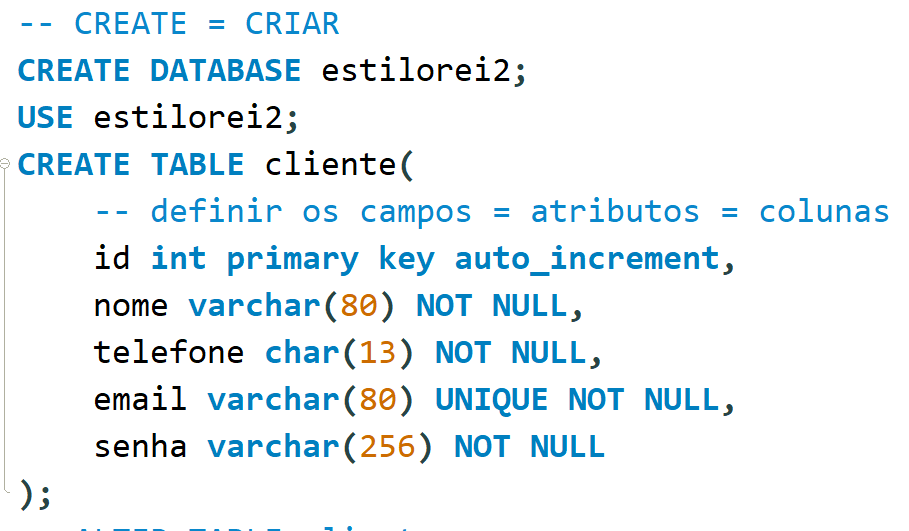 -- CREATE = CRIAR
CREATE DATABASE estilorei2;
USE estilorei2;
CREATE TABLE cliente(
-- definir os campos = atributos = colunas
id int primary key auto_increment,
nome varchar(80) NOT NULL,
telefone char(13) NOT NULL,
email varchar(80) UNIQUE NOT NULL,
senha varchar(256) NOT NULL
);
ALTER TABLE